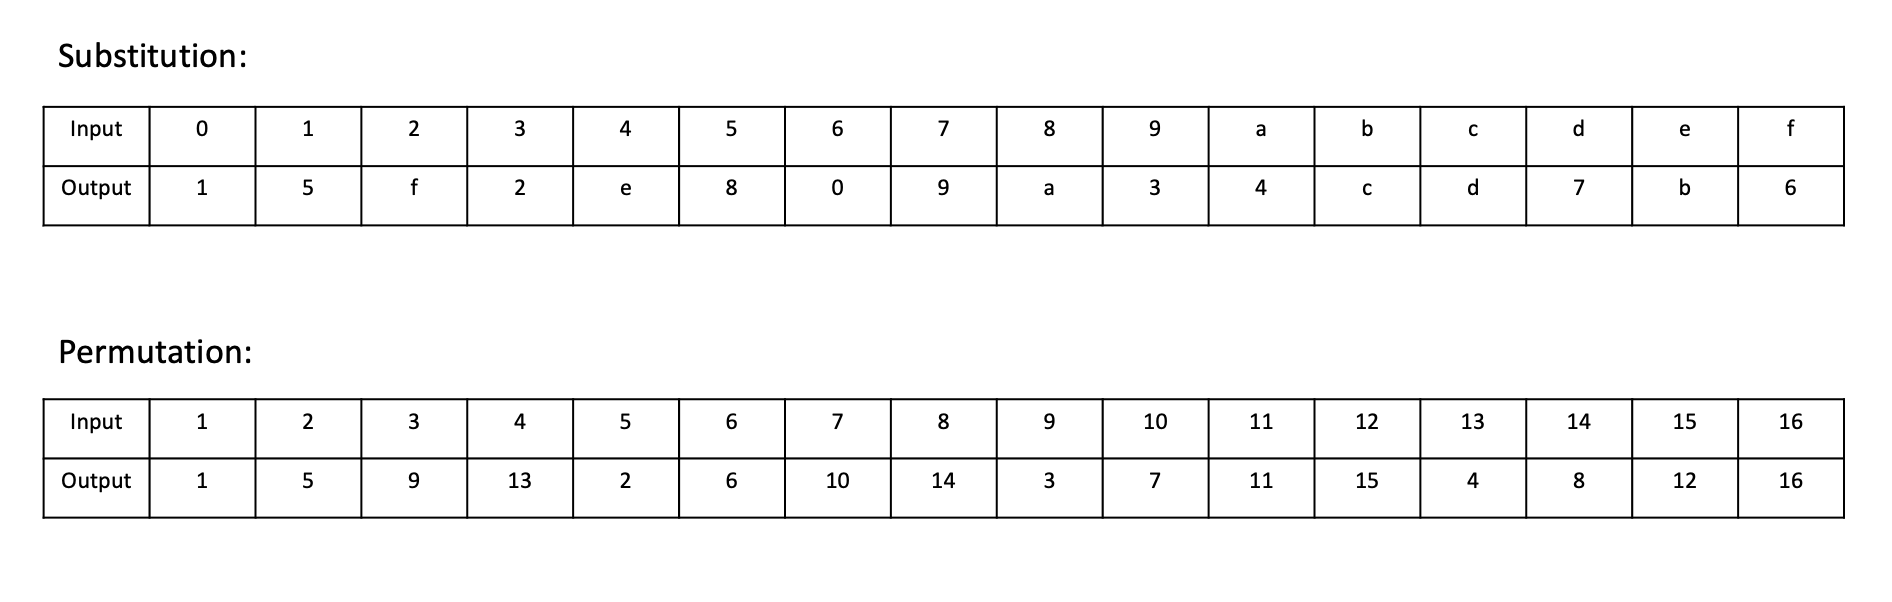 Substitution:
Input 0 1 2 3 4 5 6 7 8 9 a b c d e f
Output 1 5 f 2 e 8 0 9 a 3 4 c d 7 b 6
Permutation:
Input 1 2 3 4 5 6 7 8 9 10 11 12 13 14 15 16
Output 1 5 9 13 2 6 10 14 3 7 11 15 4 8 12 16